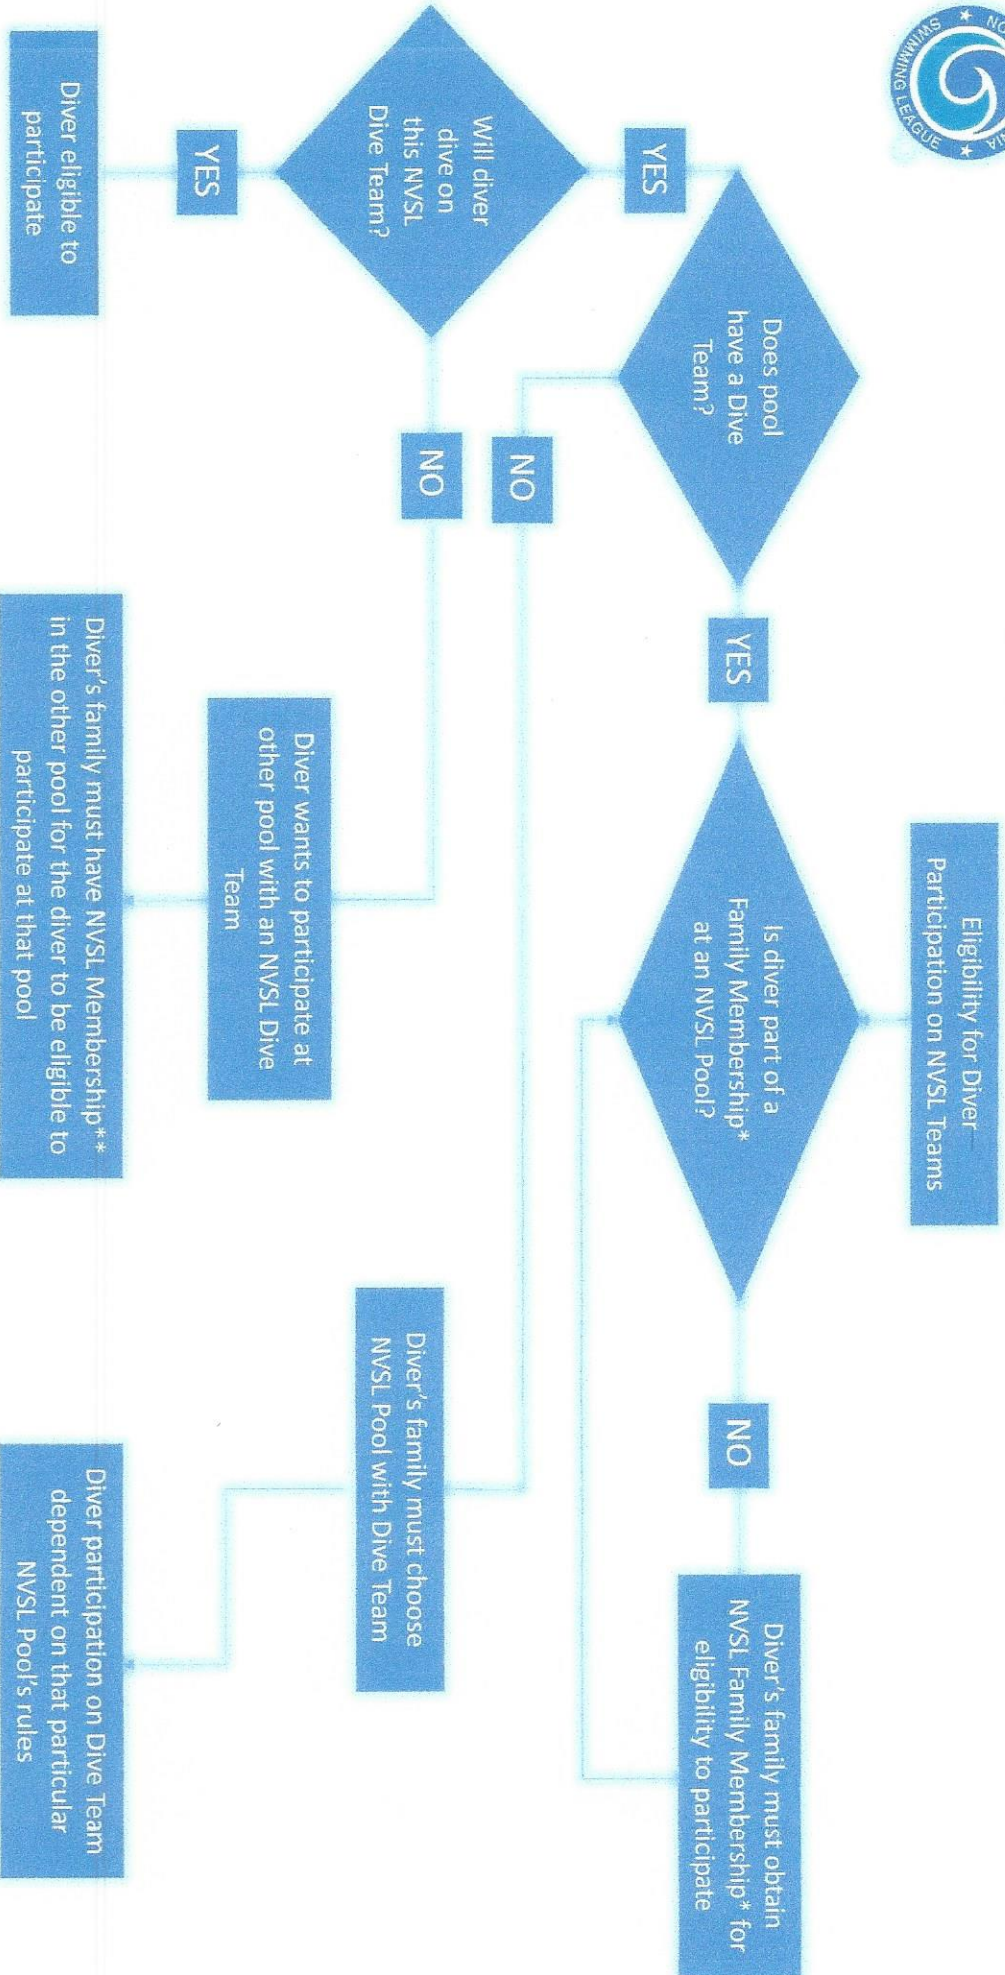 SWIMMING LEAGUE
Eligibility for Diver—
Participation on NVSL Teams
Does pool
have a Dive
Team?
YES
Is diver part of a
Family Membership*
at an NVSL Pool?
NO
Diver's family must obtain
NVSL Family Membership* for
eligibility to participate
YES
NO
Will diver
dive on
this NVSL
Dive Team?
NO
Diver's family must choose
NVSL Pool with Dive Team
Diver wants to participate at
other pool with an NVSL Dive
Team
YES
Diver eligible to
participate
Diver's family must have NVSL Membership**
in the other pool for the diver to be eligible to
participate at that pool
Diver participation on Dive Team
dependent on that particular
NVSL Pool's rules